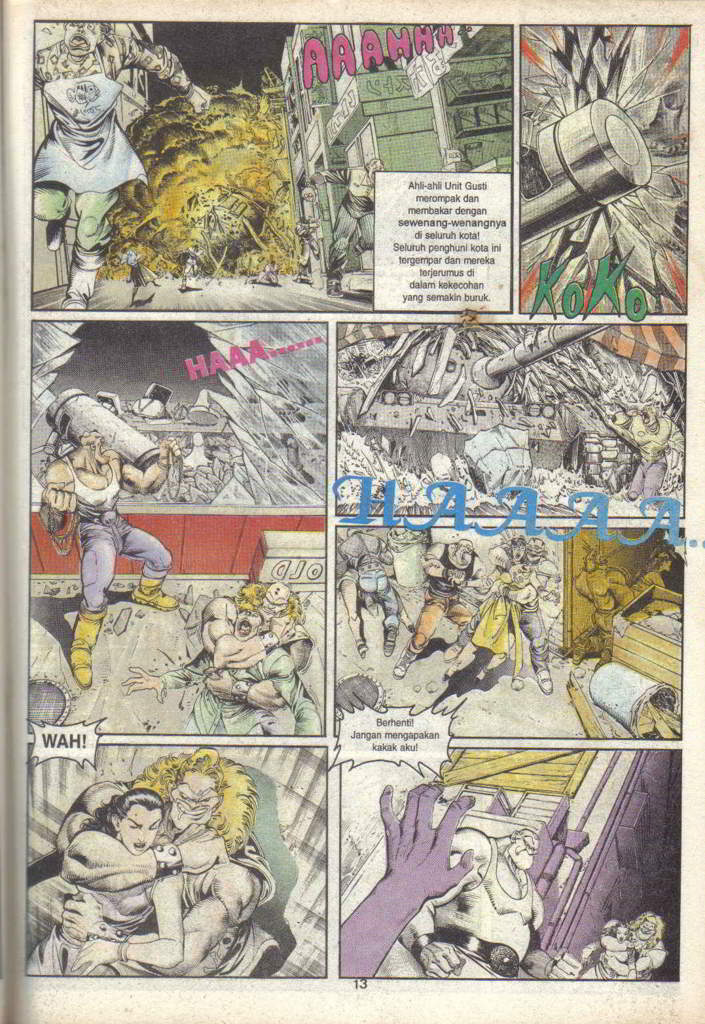 AAAHHH
Ahli-ahli Unit Gusti
merompak dan
membakar dengan
sewenang-wenangnya
di seluruh kota!
Seluruh penghuni kota ini
tergempar dan mereka
terjerumus di
dalam kekecohan
yang semakin buruk.
KOKO
HAAA......
HAAAA..
OLD
WAH!
Berhenti!
Jangan mengapakan
kakak aku!
13